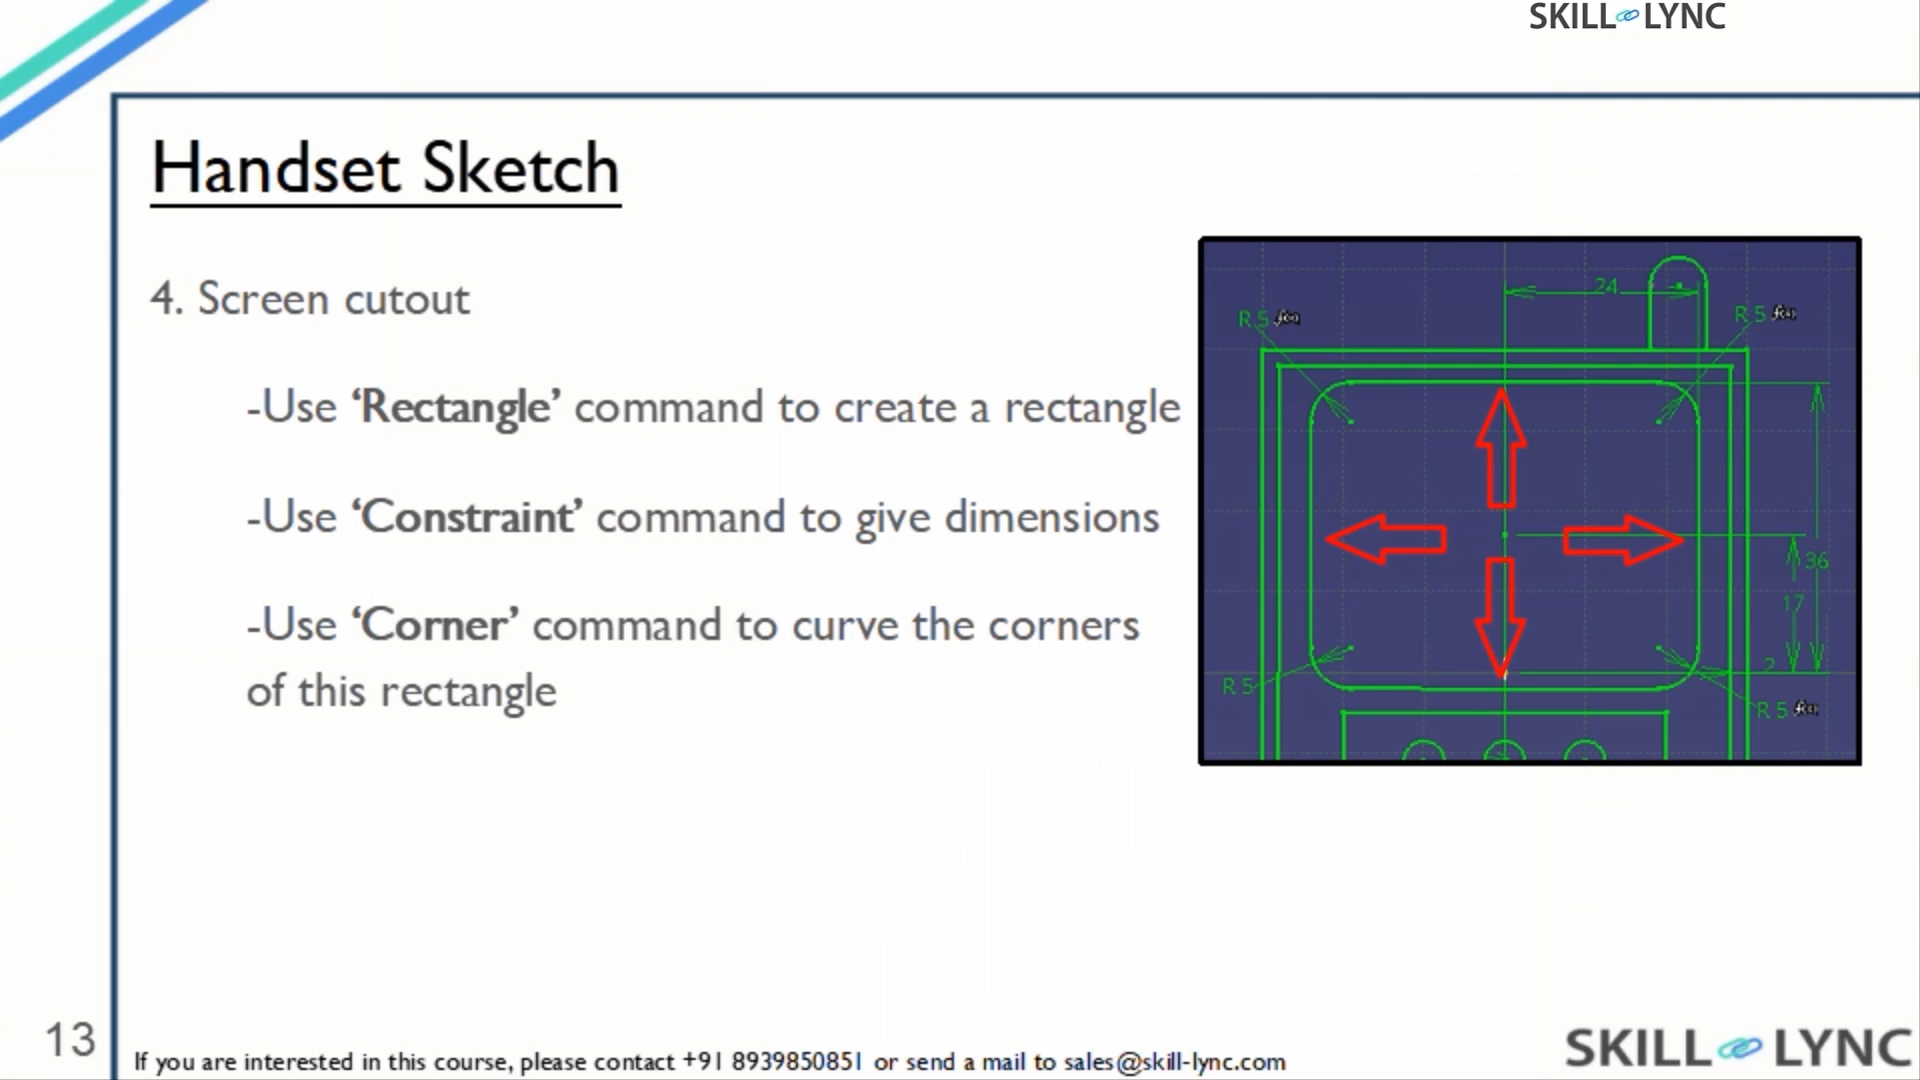 SKILL LYNC
Handset Sketch
4. Screen cutout
-Use ‘Rectangle’ command to create a rectangle
-Use ‘Constraint’ command to give dimensions
-Use ‘Corner’ command to curve the corners
of this rectangle
24
R 5 f(x)
R 5 f(x)
36
17
2
R 5
R 5 f(x)
13
If you are interested in this course, please contact +91 8939850851 or send a mail to sales@skill-lync.com
SKILL LYNC